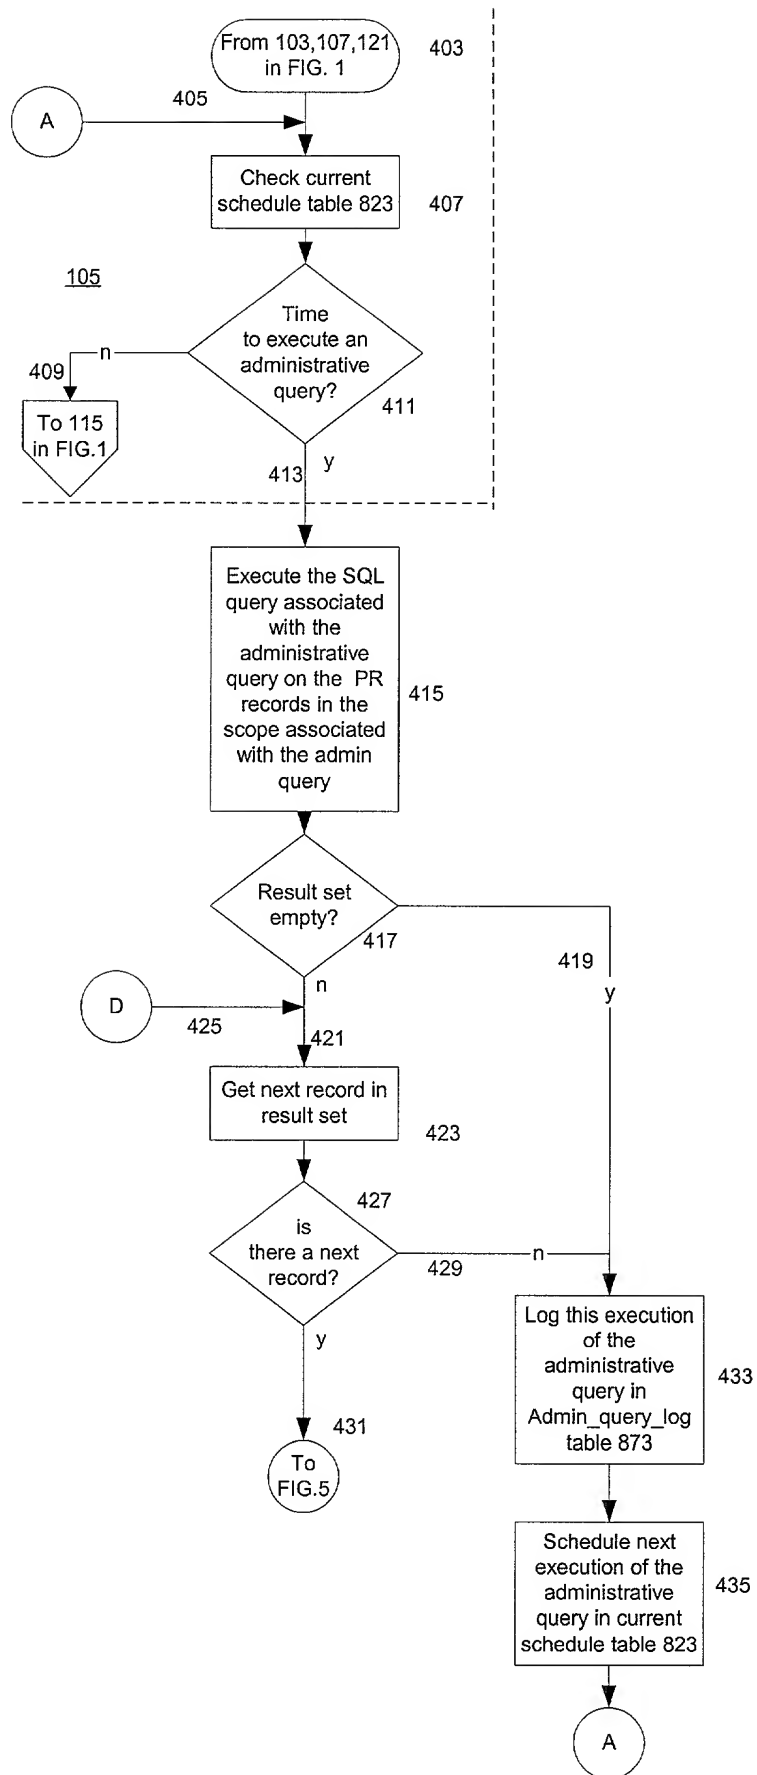 From 103,107,121
in FIG. 1
403
405
A
Check current
schedule table 823
407
105
Time
to execute an
administrative
query?
n
409
411
To 115
in FIG.1
413
y
Execute the SQL
query associated
with the
administrative
query on the PR
records in the
scope associated
with the admin
query
415
Result set
empty?
417
419
y
n
D
425
421
Get next record in
result set
423
427
is
there a next
record?
n
429
y
431
To
FIG.5
Log this execution
of the
administrative
query in
Admin_query_log
table 873
433
Schedule next
execution of the
administrative
query in current
schedule table 823
435
A